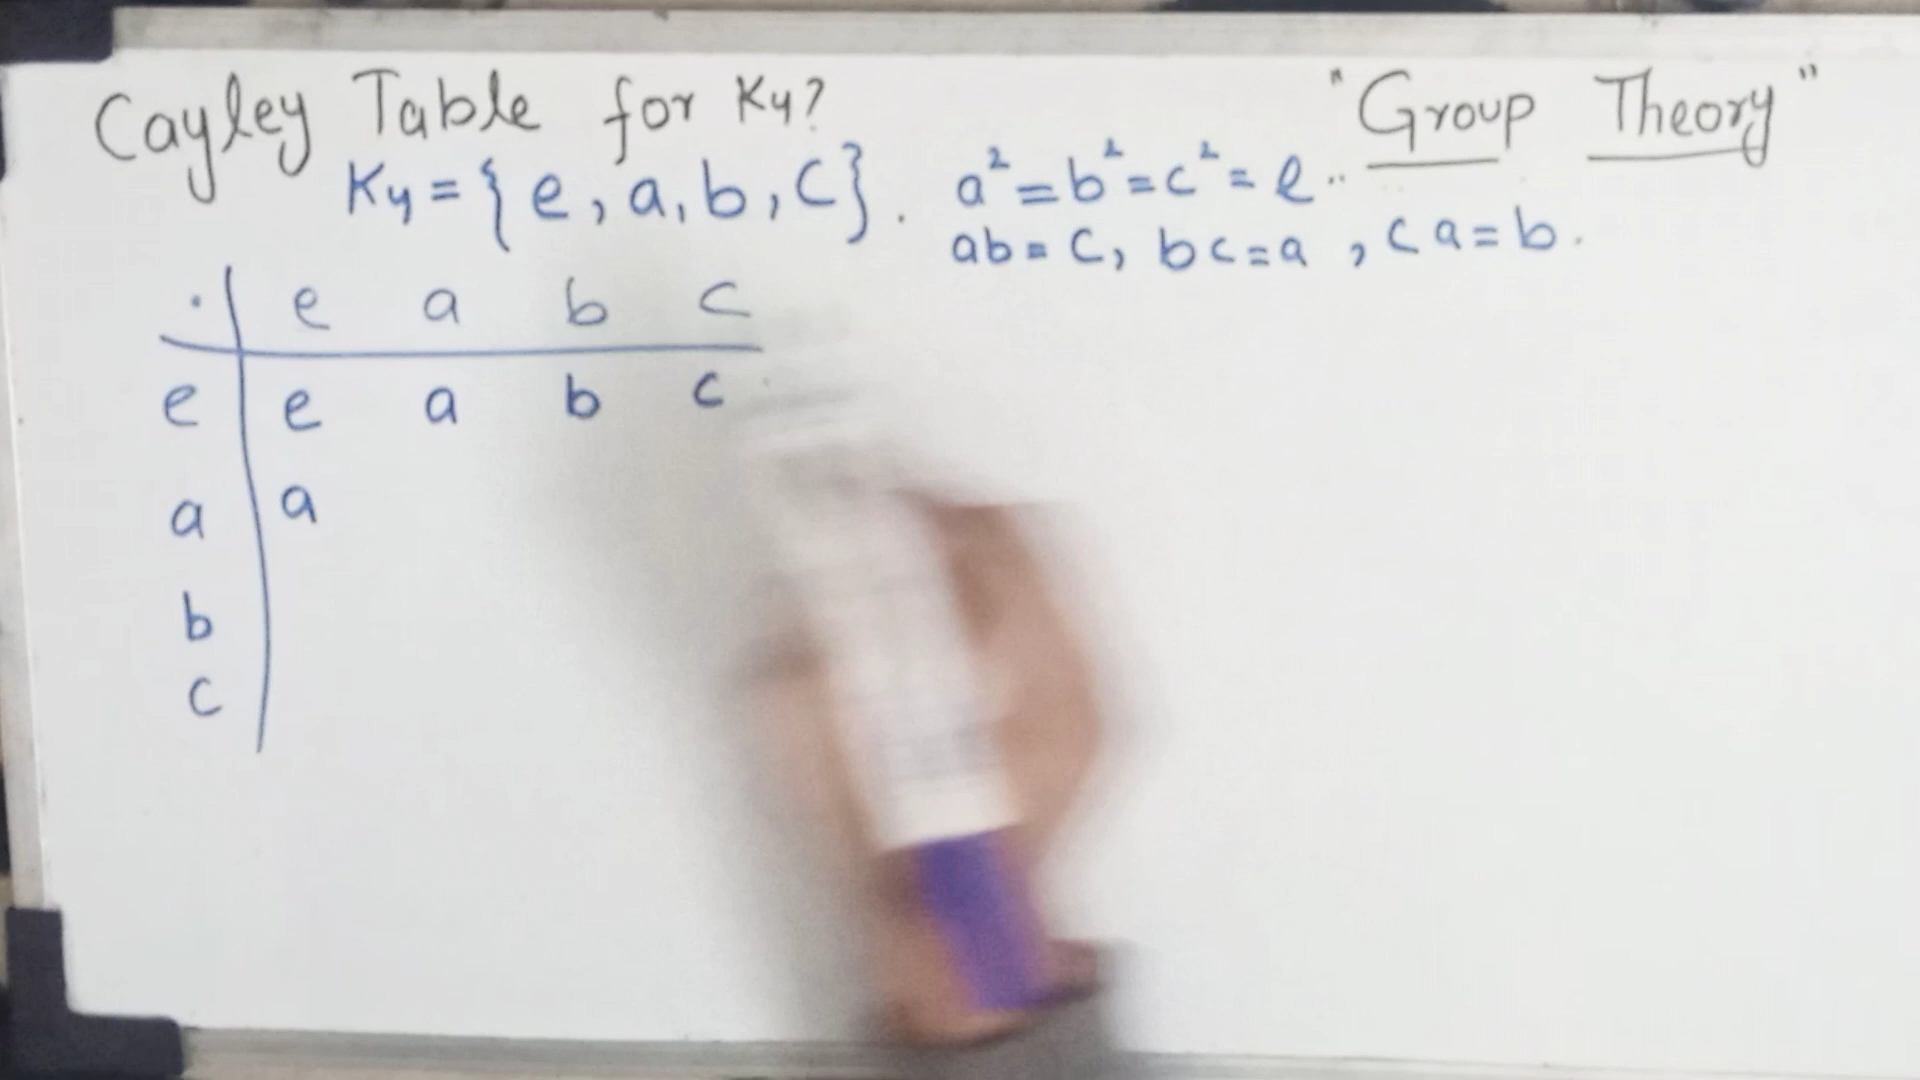 Cayley Table for K4? "Group Theory"
K4 = { e, a, b, c }. a² = b² = c² = e..
ab = c, bc = a, ca = b.
. e a b c
e e a b c
a a
b
c